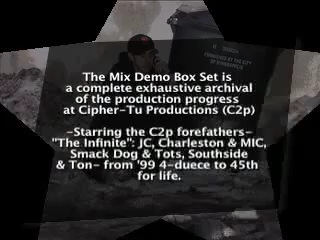 The Mix Demo Box Set is
a complete exhaustive archival
of the production progress
at Cipher-Tu Productions (C2p)
-Starring the C2p forefathers-
"The Infinite": JC, Charleston & MIC,
Smack Dog & Tots, Southside
& Ton- from '99 4-duece to 45th
for life.